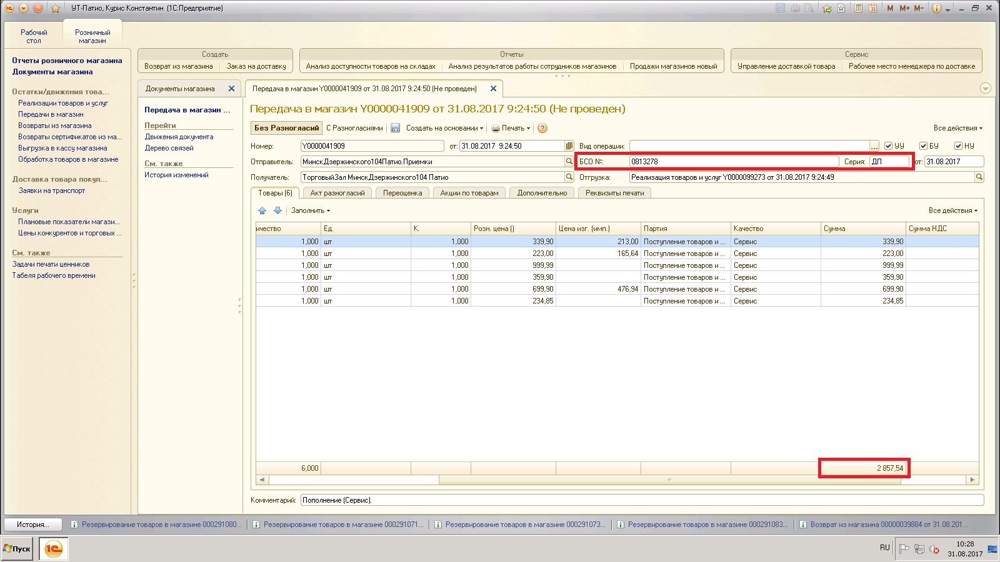 УТ-Патио, Курис Константин (1С:Предприятие)
M M+ M-
Рабочий стол
Розничный магазин
Создать
Возврат из магазина Заказ на доставку
Отчеты
Анализ доступности товаров на складах Анализ результатов работы сотрудников магазинов Продажи магазинов новый
Сервис
Управление доставкой товара Рабочее место менеджера по доставке
Отчеты розничного магазина
Документы магазина
Остатки/движения това...
Реализации товаров и услуг
Передачи в магазин
Возвраты из магазина
Возвраты сертификатов из ма...
Выгрузка в кассу магазина
Обработка товаров в магазине
Доставка товара покуп...
Заявки на транспорт
Услуги
Плановые показатели магази...
Цены конкурентов и торговых ...
См. также
Задачи печати ценников
Табеля рабочего времени
Документы магазина
Передача в магазин Y0000041909 от 31.08.2017 9:24:50 (Не проведен)
Передача в магазин ...
Перейти
Движения документа
Дерево связей
См. также
История изменений
Передача в магазин Y0000041909 от 31.08.2017 9:24:50 (Не проведен)
Без Разногласий С Разногласиями Создать на основании Печать Все действия
Номер: Y0000041909 от: 31.08.2017 9:24:50 Вид операции: ... УУ БУ НУ
Отправитель: МинскДзержинского104Патио.Приемки БСО №: 0813278 Серия: ДП от: 31.08.2017
Получатель: ТорговыйЗал МинскДзержинского104 Патио Отгрузка: Реализация товаров и услуг Y0000099273 от 31.08.2017 9:24:49
Товары (6) Акт разногласий Переоценка Акции по товарам Дополнительно Реквизиты печати
Заполнить Все действия
ичество Ед. К. Розн. цена () Цена изг. (имп.) Партия Качество Сумма Сумма НДС
1,000 шт 1,000 339,90 213,00 Поступление товаров и ... Сервис 339,90
1,000 шт 1,000 223,00 165,64 Поступление товаров и ... Сервис 223,00
1,000 шт 1,000 999,99 Поступление товаров и ... Сервис 999,99
1,000 шт 1,000 359,90 Поступление товаров и ... Сервис 359,90
1,000 шт 1,000 699,90 476,94 Поступление товаров и ... Сервис 699,90
1,000 шт 1,000 234,85 Поступление товаров и ... Сервис 234,85
6,000 2 857,54
Комментарий: Пополнение (Сервис).
История... Резервирование товаров в магазине 000291080... Резервирование товаров в магазине 000291071... Резервирование товаров в магазине 000291073... Резервирование товаров в магазине 000291083... Возврат из магазина 00000039884 от 31.08.201...
Пуск 1С RU 10:28
31.08.2017